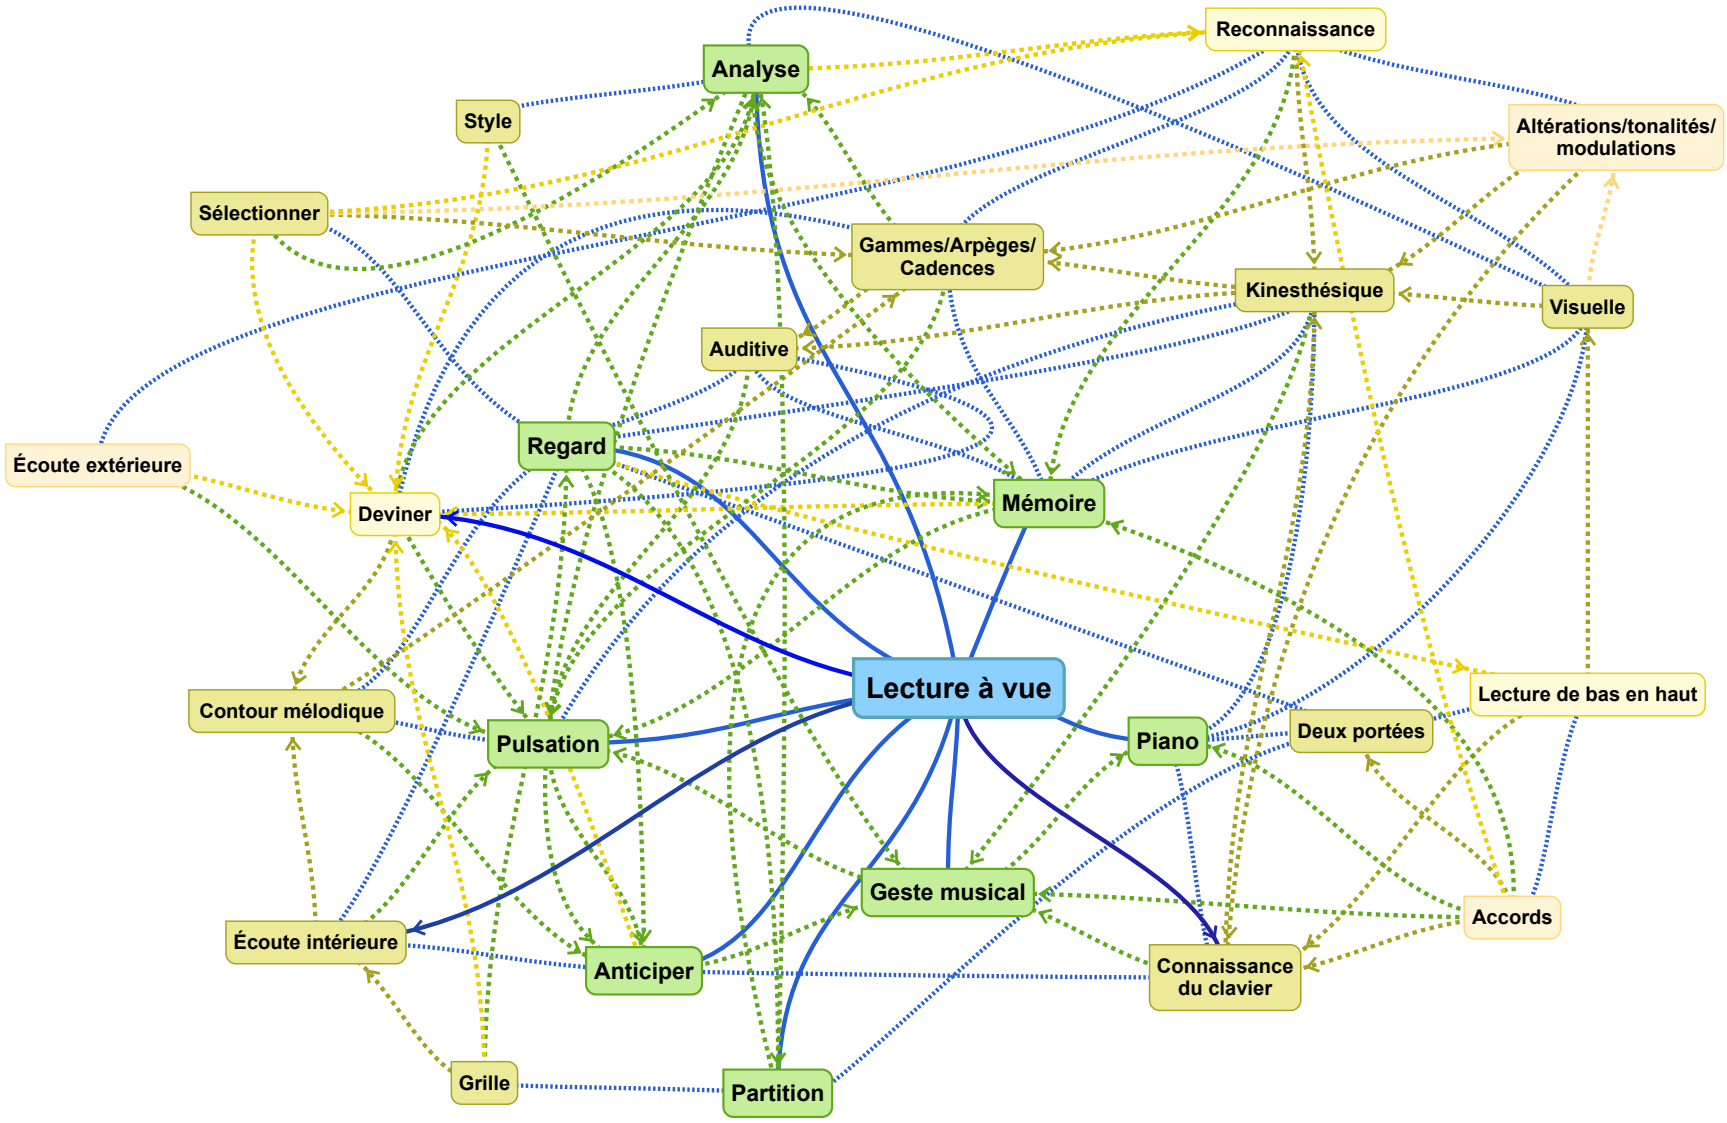 Reconnaissance
Analyse
Style
Altérations/tonalités/
modulations
Sélectionner
Gammes/Arpèges/
Cadences
Kinesthésique
Visuelle
Auditive
Regard
Écoute extérieure
Mémoire
Deviner
Lecture à vue
Lecture de bas en haut
Contour mélodique
Deux portées
Pulsation
Piano
Geste musical
Accords
Écoute intérieure
Anticiper
Connaissance
du clavier
Grille
Partition